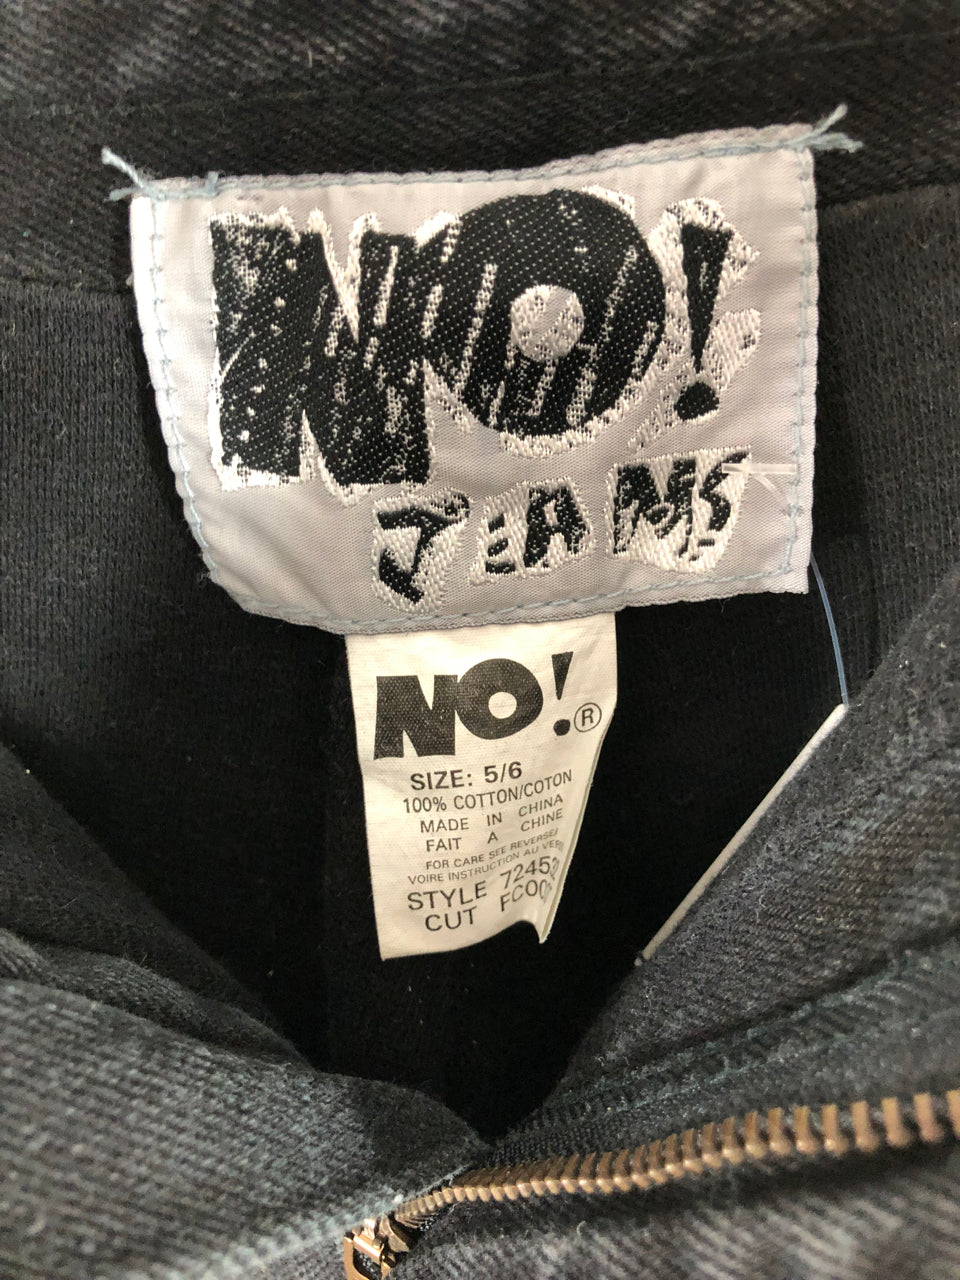 NO!
JEANS
NO!®
SIZE: 5/6
100% COTTON/COTON
MADE IN CHINA
FAIT A CHINE
FOR CARE SEE REVERSE/
VOIRE INSTRUCTION AU
STYLE
CUT